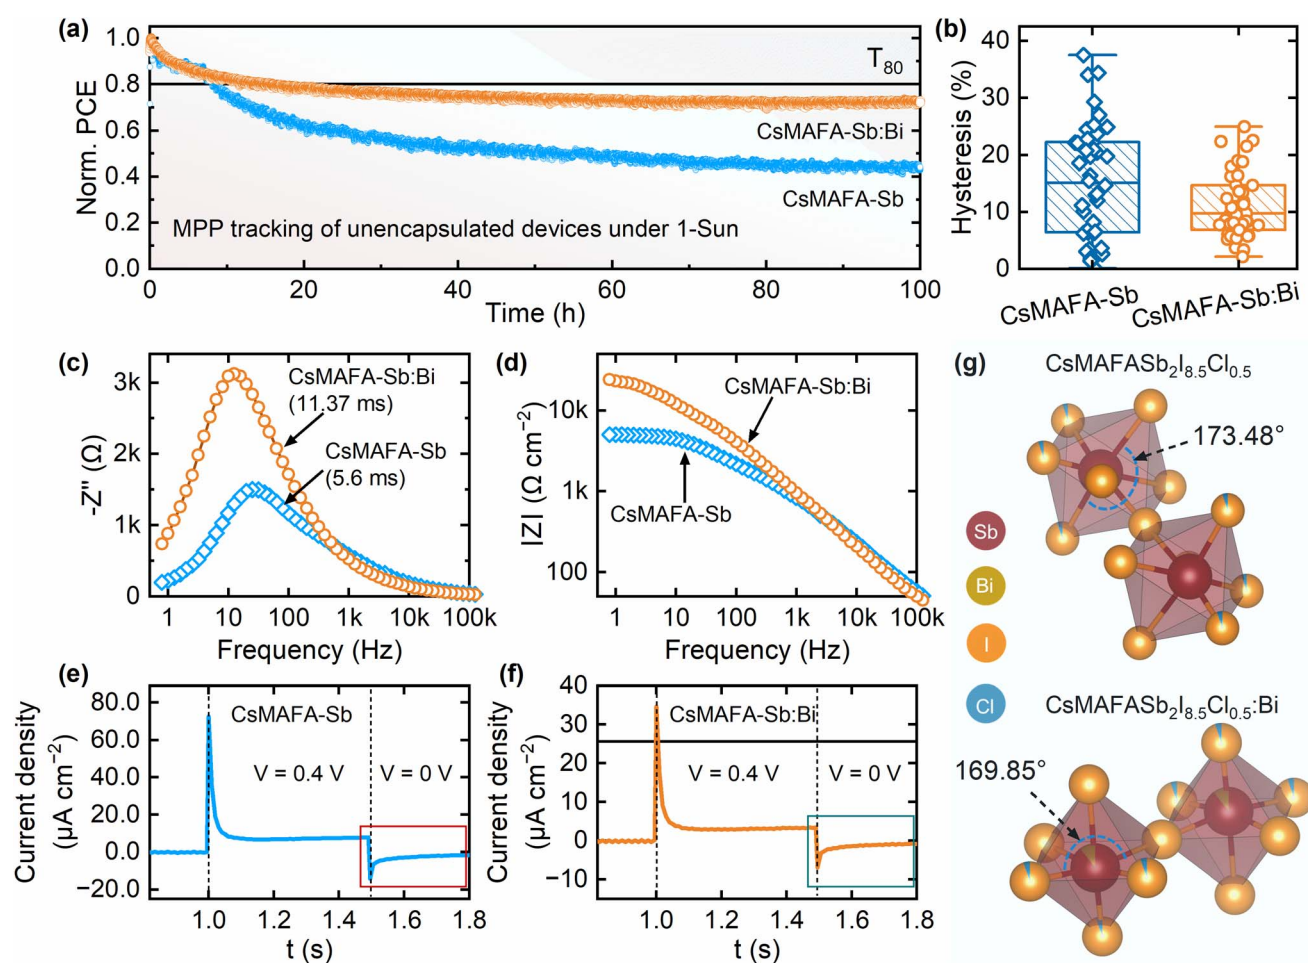 (a)
1.0
0.8
0.6
0.4
0.2
0.0
Norm. PCE
T80
CsMAFA-Sb:Bi
CsMAFA-Sb
MPP tracking of unencapsulated devices under 1-Sun
0 20 40 60 80 100
Time (h)
(b)
40
30
20
10
0
Hysteresis (%)
CsMAFA-Sb
CsMAFA-Sb:Bi
(c)
3k
2k
1k
0
-Z" (Ω)
CsMAFA-Sb:Bi
(11.37 ms)
CsMAFA-Sb
(5.6 ms)
1 10 100 1k 10k 100k
Frequency (Hz)
(d)
10k
1k
100
|Z| (Ω cm−2)
CsMAFA-Sb:Bi
CsMAFA-Sb
1 10 100 1k 10k 100k
Frequency (Hz)
(g)
CsMAFASb2I8.5Cl0.5
173.48°
Sb
Bi
I
Cl
CsMAFASb2I8.5Cl0.5:Bi
169.85°
(e)
80.0
60.0
40.0
20.0
0.0
−20.0
Current density
(μA cm−2)
CsMAFA-Sb
V = 0.4 V
V = 0 V
1.0 1.2 1.4 1.6 1.8
t (s)
(f)
40
30
20
10
0
−10
Current density
(μA cm−2)
CsMAFA-Sb:Bi
V = 0.4 V
V = 0 V
1.0 1.2 1.4 1.6 1.8
t (s)